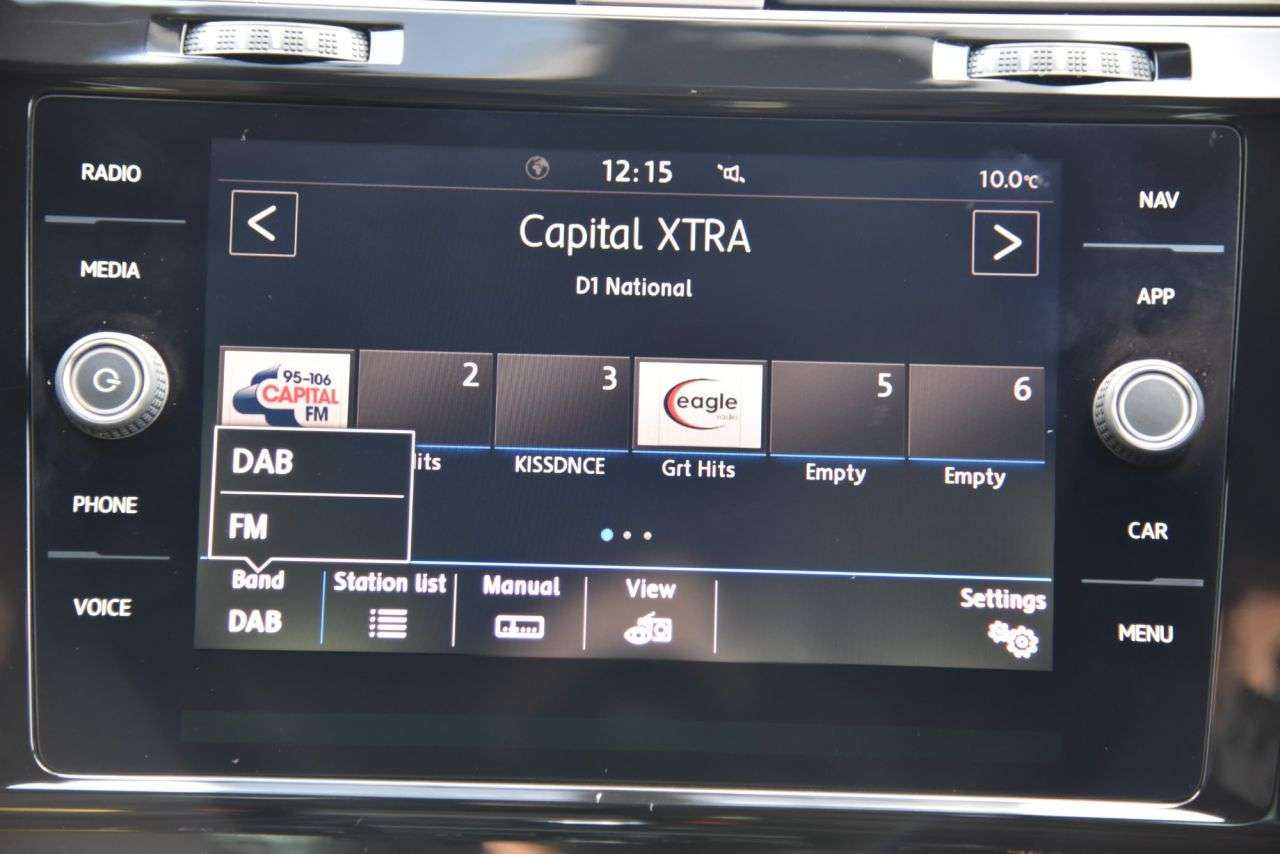 RADIO
MEDIA
PHONE
VOICE
12:15
10.0°C
<
Capital XTRA
>
D1 National
95-106
CAPITAL
FM
2
3
eagle
radio
5
6
KISSDNCE
Grt Hits
Empty
Empty
DAB
FM
Band
DAB
Station list
Manual
View
Settings
NAV
APP
CAR
MENU